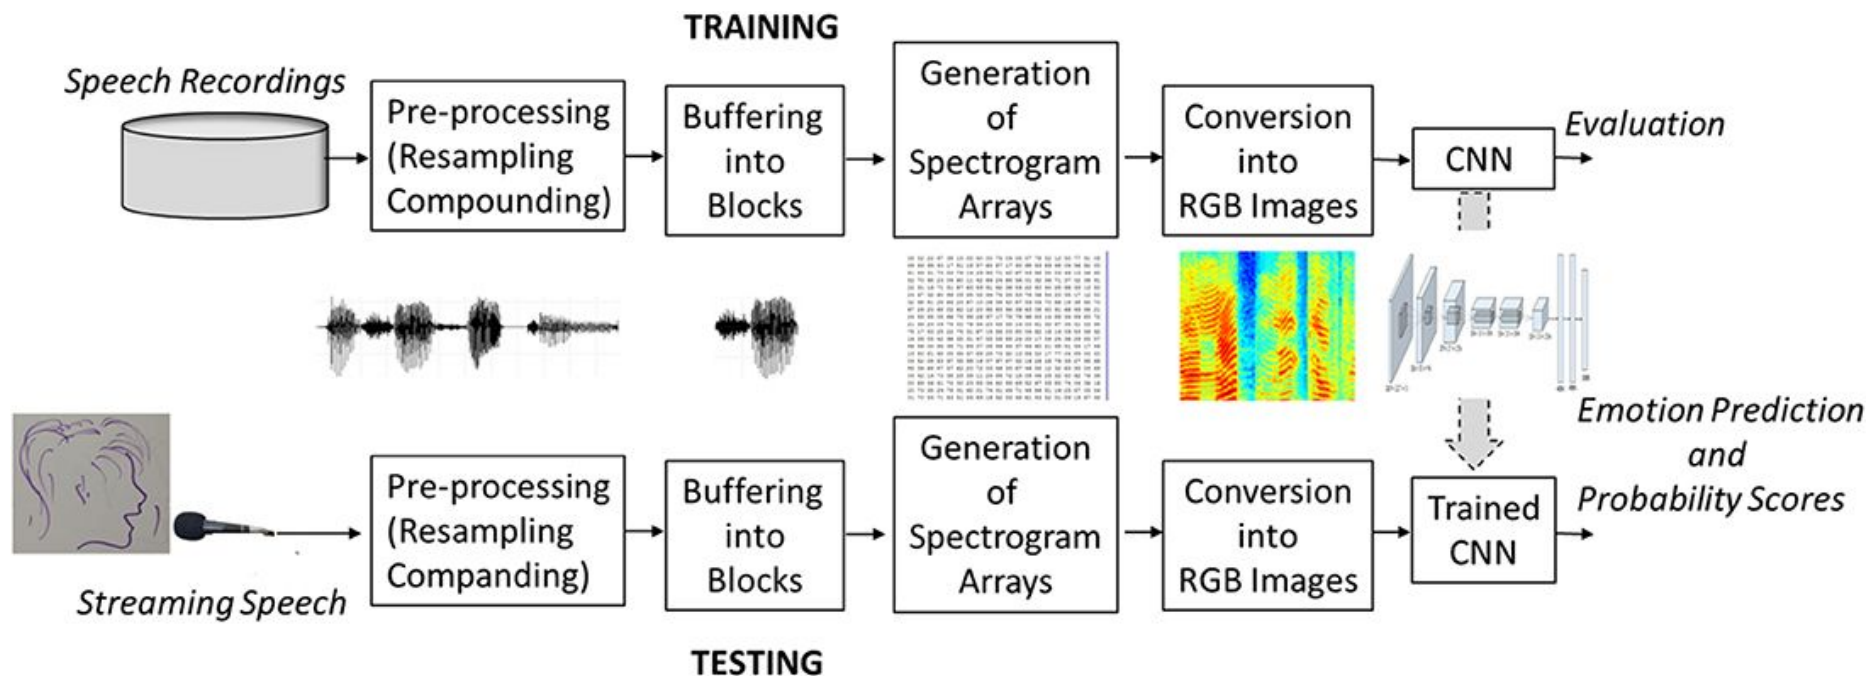 TRAINING
Speech Recordings
Pre-processing
(Resampling
Compounding)
Buffering
into
Blocks
Generation
of
Spectrogram
Arrays
Conversion
into
RGB Images
CNN
Evaluation
Streaming Speech
Pre-processing
(Resampling
Companding)
Buffering
into
Blocks
Generation
of
Spectrogram
Arrays
Conversion
into
RGB Images
Trained
CNN
Emotion Prediction
and
Probability Scores
TESTING